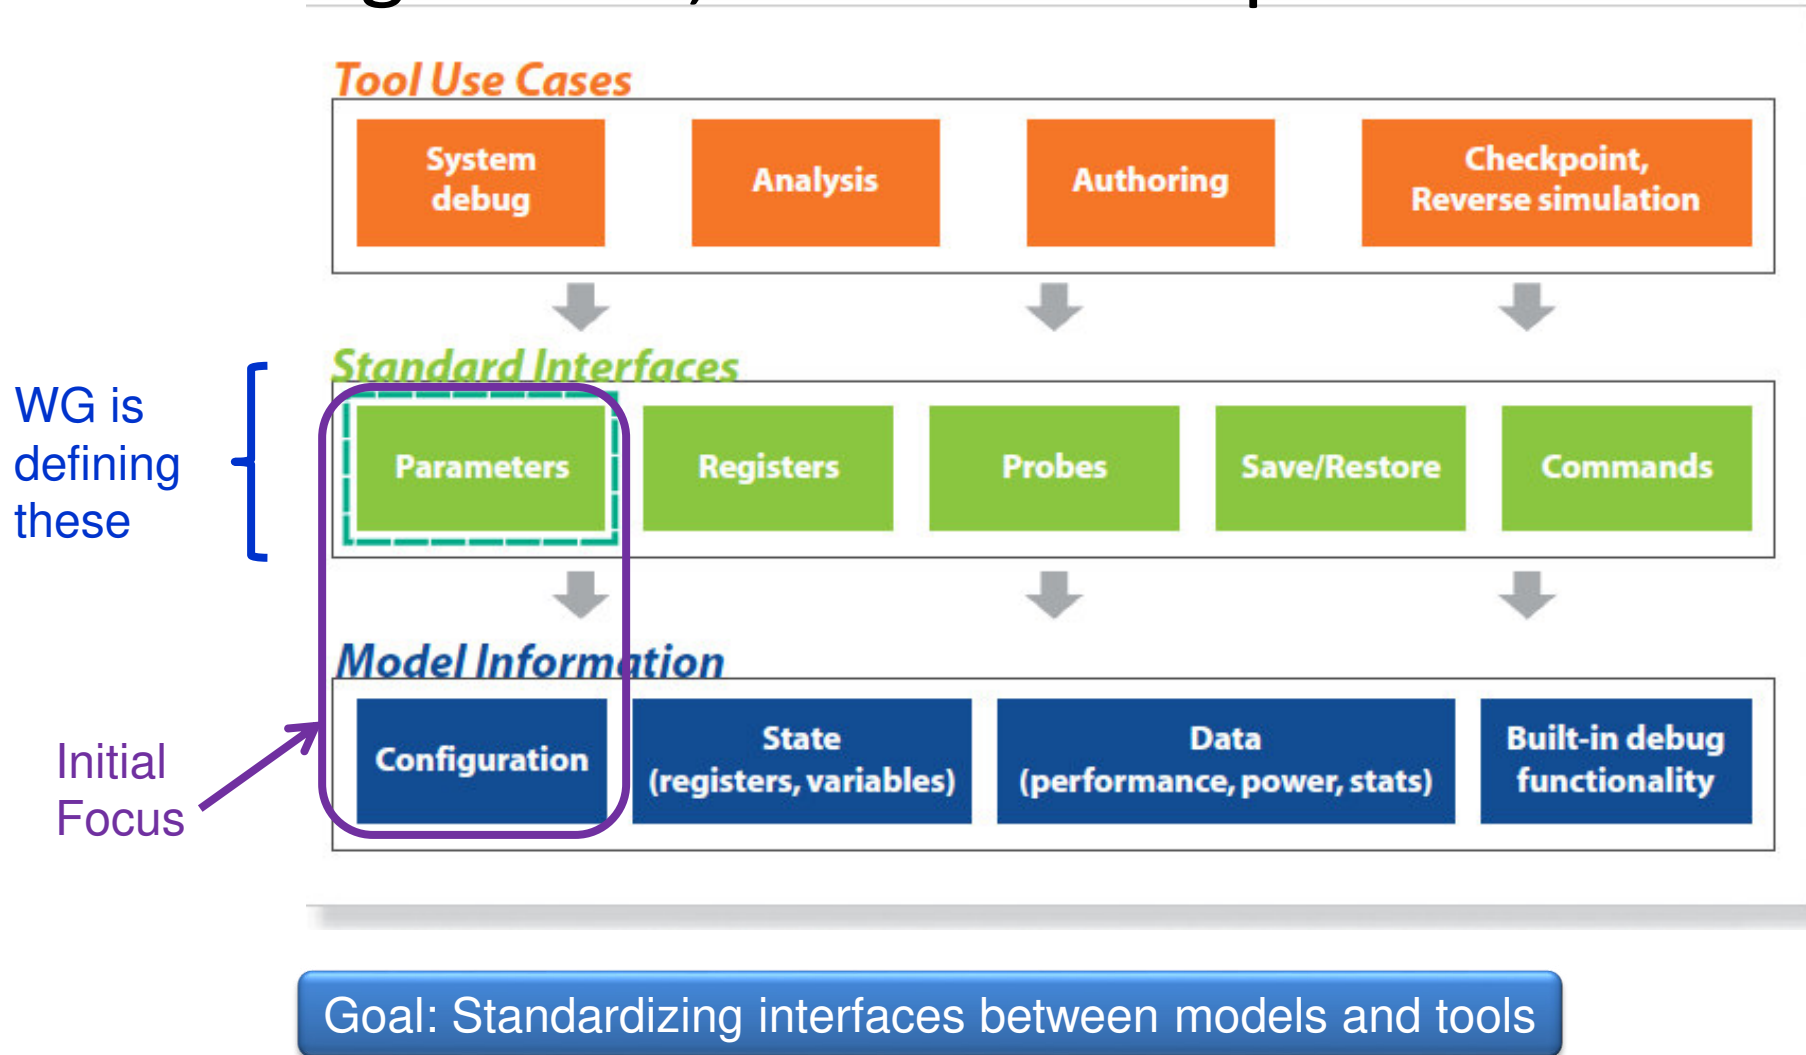 Tool Use Cases
System
debug
Analysis
Authoring
Checkpoint,
Reverse simulation
WG is
defining
these
Standard Interfaces
Parameters
Registers
Probes
Save/Restore
Commands
Initial
Focus
Model Information
Configuration
State
(registers, variables)
Data
(performance, power, stats)
Built-in debug
functionality
Goal: Standardizing interfaces between models and tools